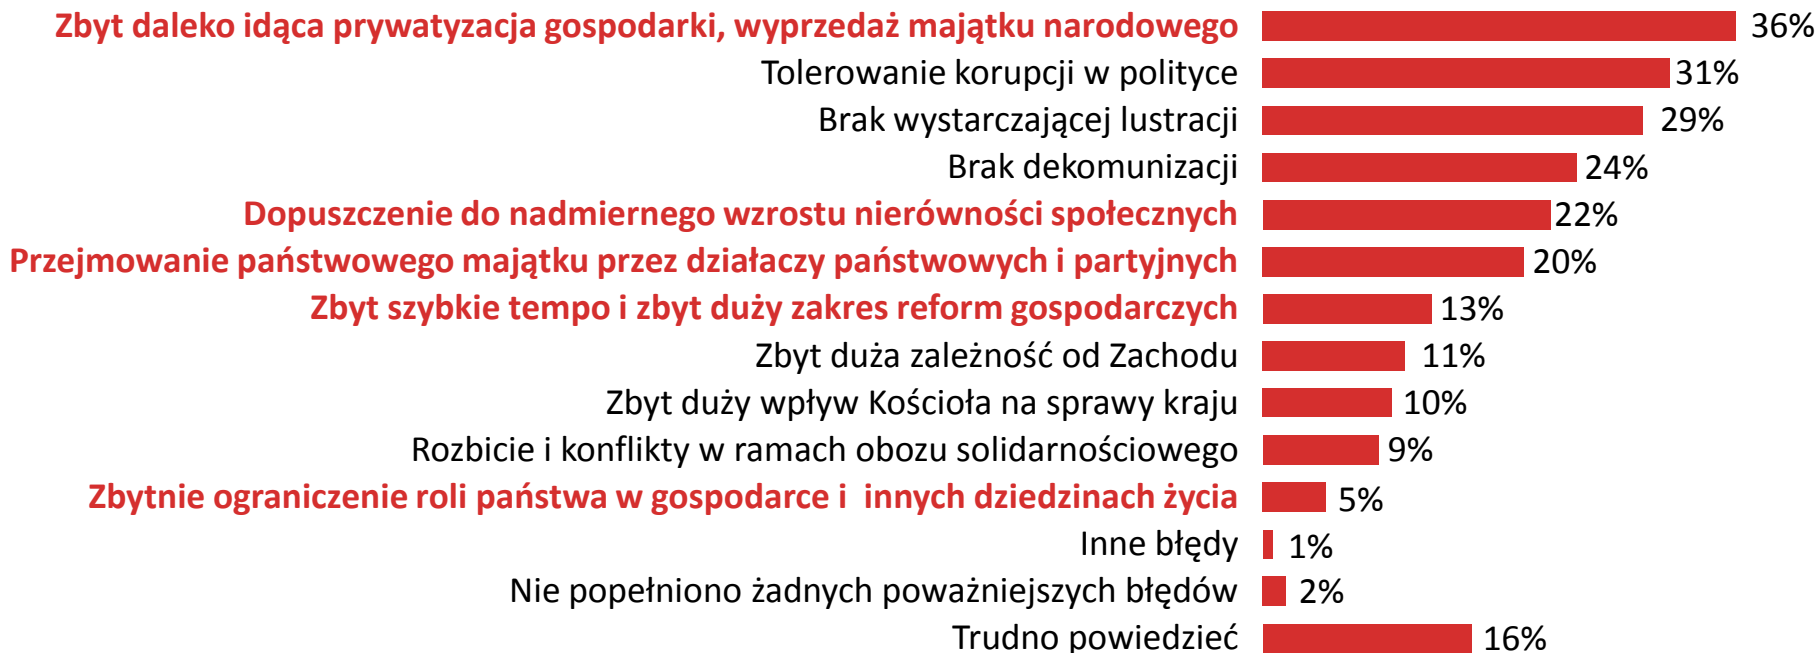 Zbyt daleko idąca prywatyzacja gospodarki, wyprzedaż majątku narodowego 36%
Tolerowanie korupcji w polityce 31%
Brak wystarczającej lustracji 29%
Brak dekomunizacji 24%
Dopuszczenie do nadmiernego wzrostu nierówności społecznych 22%
Przejmowanie państwowego majątku przez działaczy państwowych i partyjnych 20%
Zbyt szybkie tempo i zbyt duży zakres reform gospodarczych 13%
Zbyt duża zależność od Zachodu 11%
Zbyt duży wpływ Kościoła na sprawy kraju 10%
Rozbicie i konflikty w ramach obozu solidarnościowego 9%
Zbytnie ograniczenie roli państwa w gospodarce i innych dziedzinach życia 5%
Inne błędy 1%
Nie popełniono żadnych poważniejszych błędów 2%
Trudno powiedzieć 16%